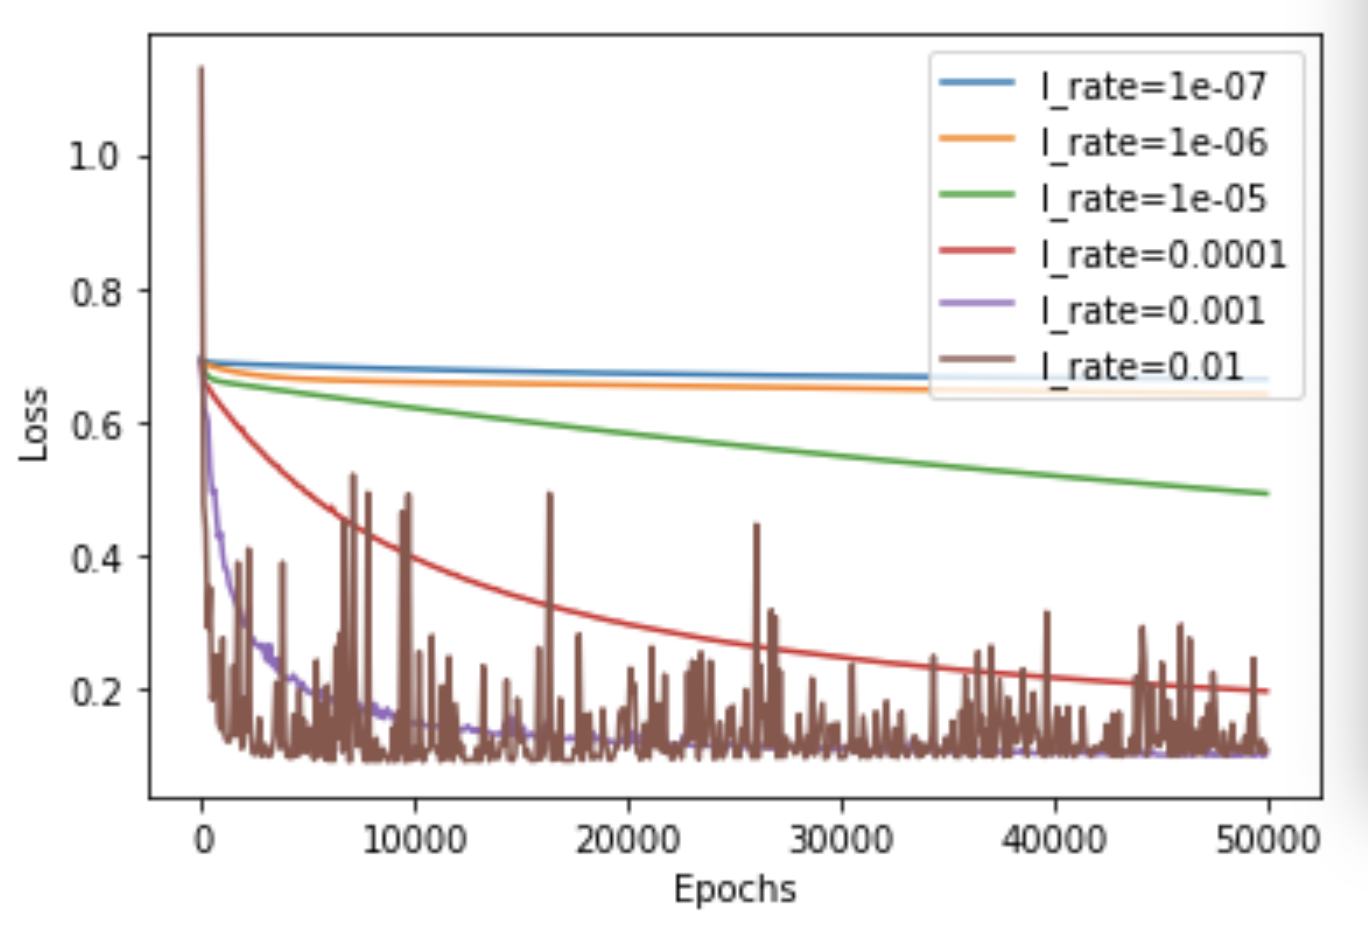 l_rate=1e-07
l_rate=1e-06
l_rate=1e-05
l_rate=0.0001
l_rate=0.001
l_rate=0.01
1.0
0.8
0.6
0.4
0.2
Loss
0 10000 20000 30000 40000 50000
Epochs